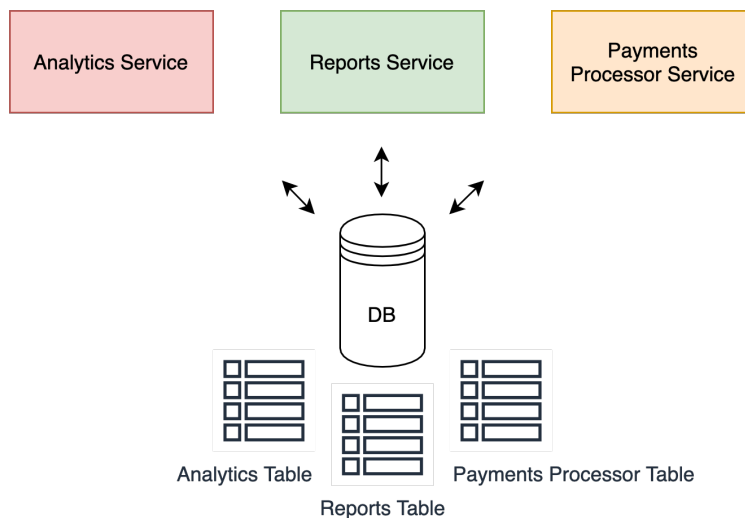 Analytics Service
Reports Service
Payments
Processor Service
DB
Analytics Table
Payments Processor Table
Reports Table